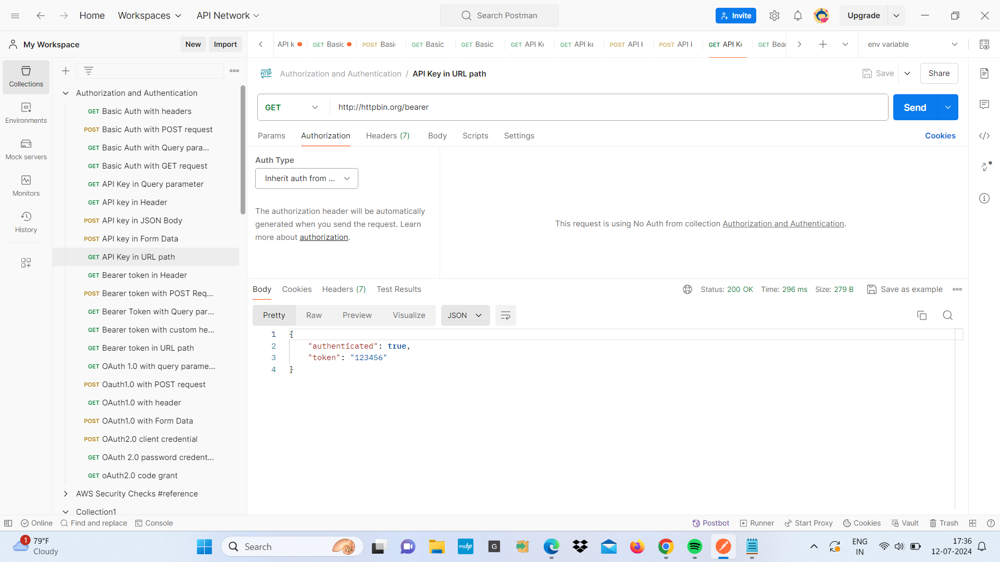 Home
Workspaces
API Network
Search Postman
Invite
Upgrade
My Workspace
New
Import
API k
GET Basic
POST Basi
GET Basic
GET Basic
GET API Ke
GET API ke
POST API k
POST API k
GET API Ke
GET Bear
env variable
Collections
Environments
Mock servers
Monitors
History
Authorization and Authentication
GET Basic Auth with headers
POST Basic Auth with POST request
GET Basic Auth with Query para...
GET Basic Auth with GET request
GET API Key in Query parameter
GET API key in Header
POST API key in JSON Body
POST API key in Form Data
GET API Key in URL path
GET Bearer token in Header
POST Bearer token with POST Req...
GET Bearer Token with Query par...
GET Bearer token with custom he...
GET Bearer token in URL path
GET OAuth 1.0 with query parame...
POST Oauth1.0 with POST request
GET OAuth1.0 with header
POST OAuth1.0 with Form Data
POST OAuth2.0 client credential
GET OAuth 2.0 password credent...
GET oAuth2.0 code grant
AWS Security Checks #reference
Collection1
HTTP Authorization and Authentication / API Key in URL path
Save
Share
GET http://httpbin.org/bearer
Send
Params Authorization Headers (7) Body Scripts Settings
Cookies
Auth Type
Inherit auth from ...
The authorization header will be automatically
generated when you send the request. Learn
more about authorization.
This request is using No Auth from collection Authorization and Authentication.
Body Cookies Headers (7) Test Results
Status: 200 OK Time: 296 ms Size: 279 B
Save as example
Pretty Raw Preview Visualize JSON
1 {
2 "authenticated": true,
3 "token": "123456"
4 }
Online
Find and replace
Console
Postbot
Runner
Start Proxy
Cookies
Vault
Trash
1
79°F
Cloudy
Search
myhp
G
ENG
IN
17:36
12-07-2024